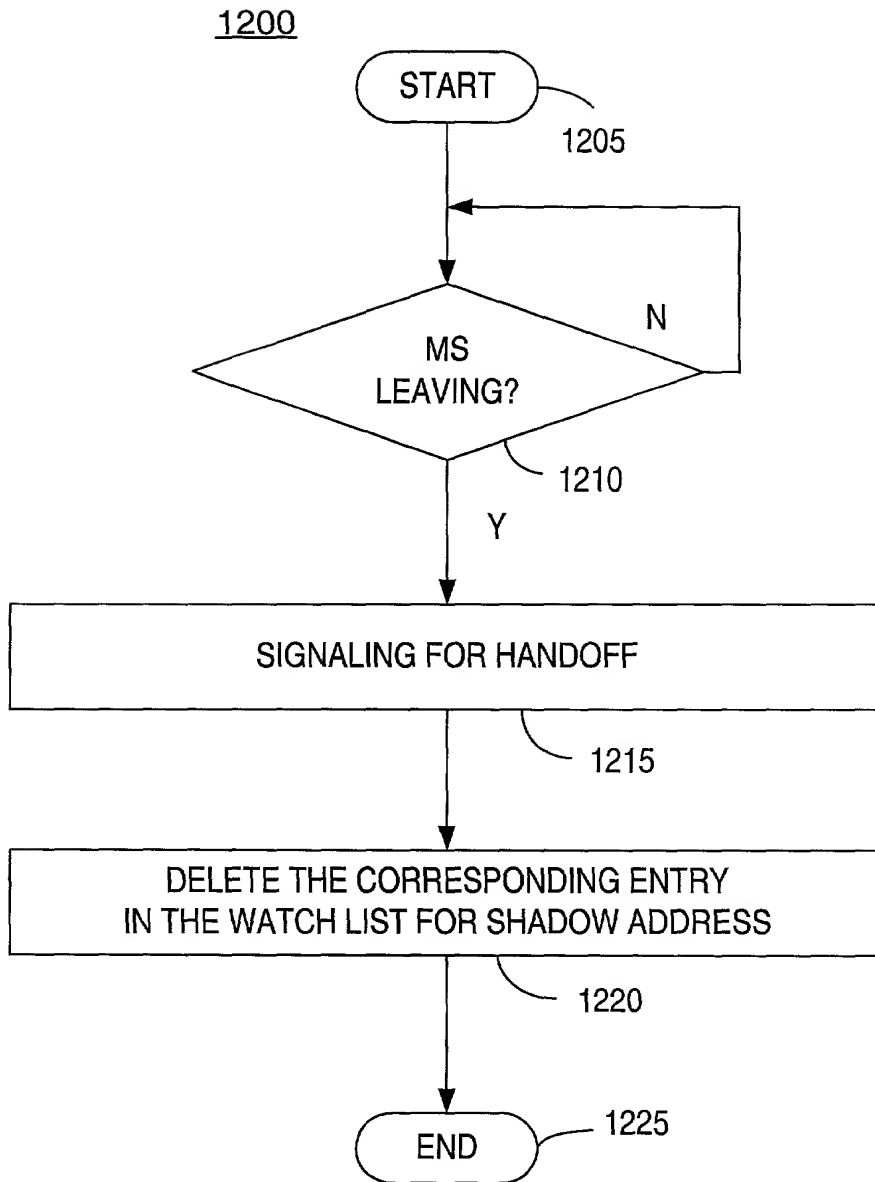 1200
START
1205
N
MS
LEAVING?
1210
Y
SIGNALING FOR HANDOFF
1215
DELETE THE CORRESPONDING ENTRY
IN THE WATCH LIST FOR SHADOW ADDRESS
1220
END
1225